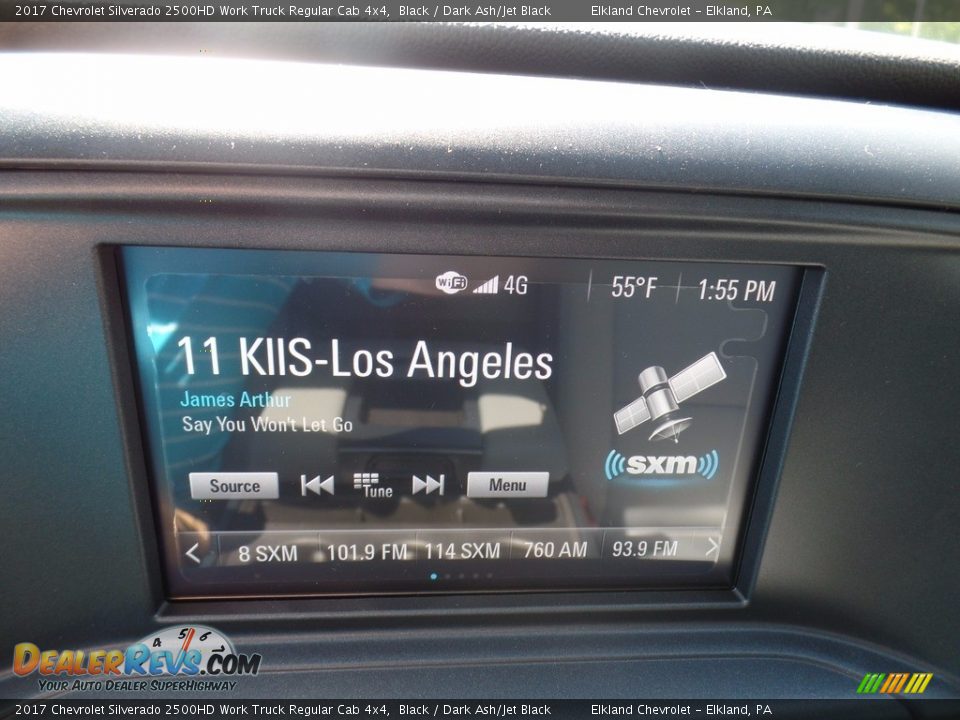 2017 Chevrolet Silverado 2500HD Work Truck Regular Cab 4x4, Black / Dark Ash/Jet Black Elkland Chevrolet - Elkland, PA
WiFi 4G 55°F 1:55 PM
11 KIIS-Los Angeles
James Arthur
Say You Won't Let Go
sxm
Source Tune Menu
8 SXM 101.9 FM 114 SXM 760 AM 93.9 FM
4 5 6
DealerRevs.com
Your Auto Dealer SuperHighway
2017 Chevrolet Silverado 2500HD Work Truck Regular Cab 4x4, Black / Dark Ash/Jet Black Elkland Chevrolet - Elkland, PA